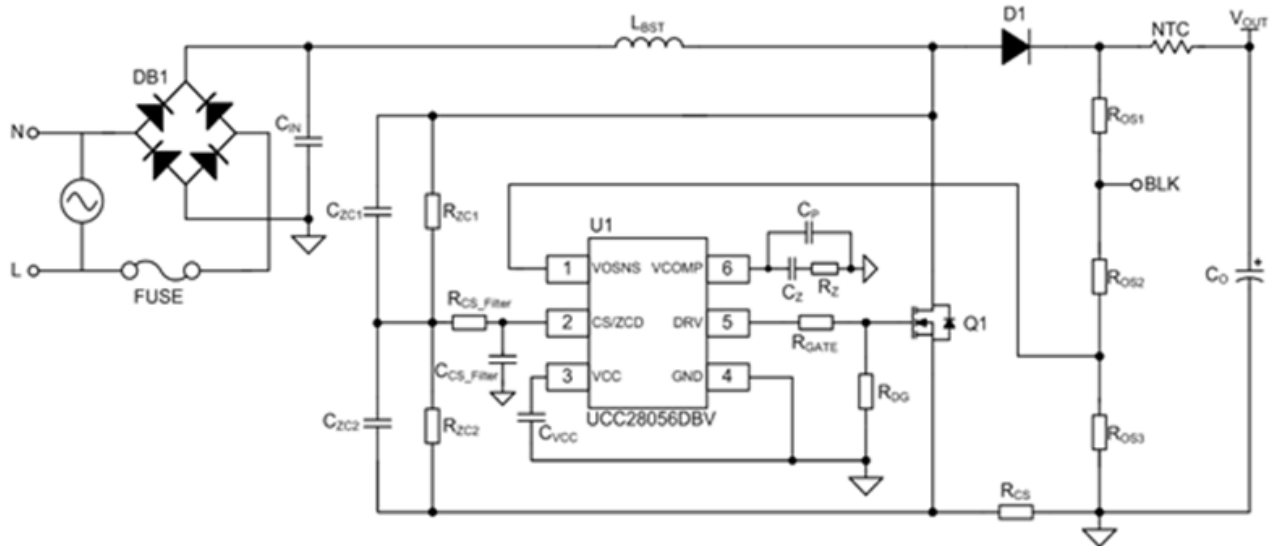 L_BST
D1
V_OUT
NTC
DB1
C_IN
N
L
FUSE
R_OS1
BLK
C_ZC1
R_ZC1
U1
C_P
1
VOSNS
VCOMP
6
C_Z
R_Z
R_OS2
C_O
+
R_CS_Filter
2
CS/ZCD
DRV
5
R_GATE
Q1
C_CS_Filter
3
VCC
GND
4
R_DG
C_ZC2
R_ZC2
C_VCC
UCC28056DBV
R_OS3
R_CS